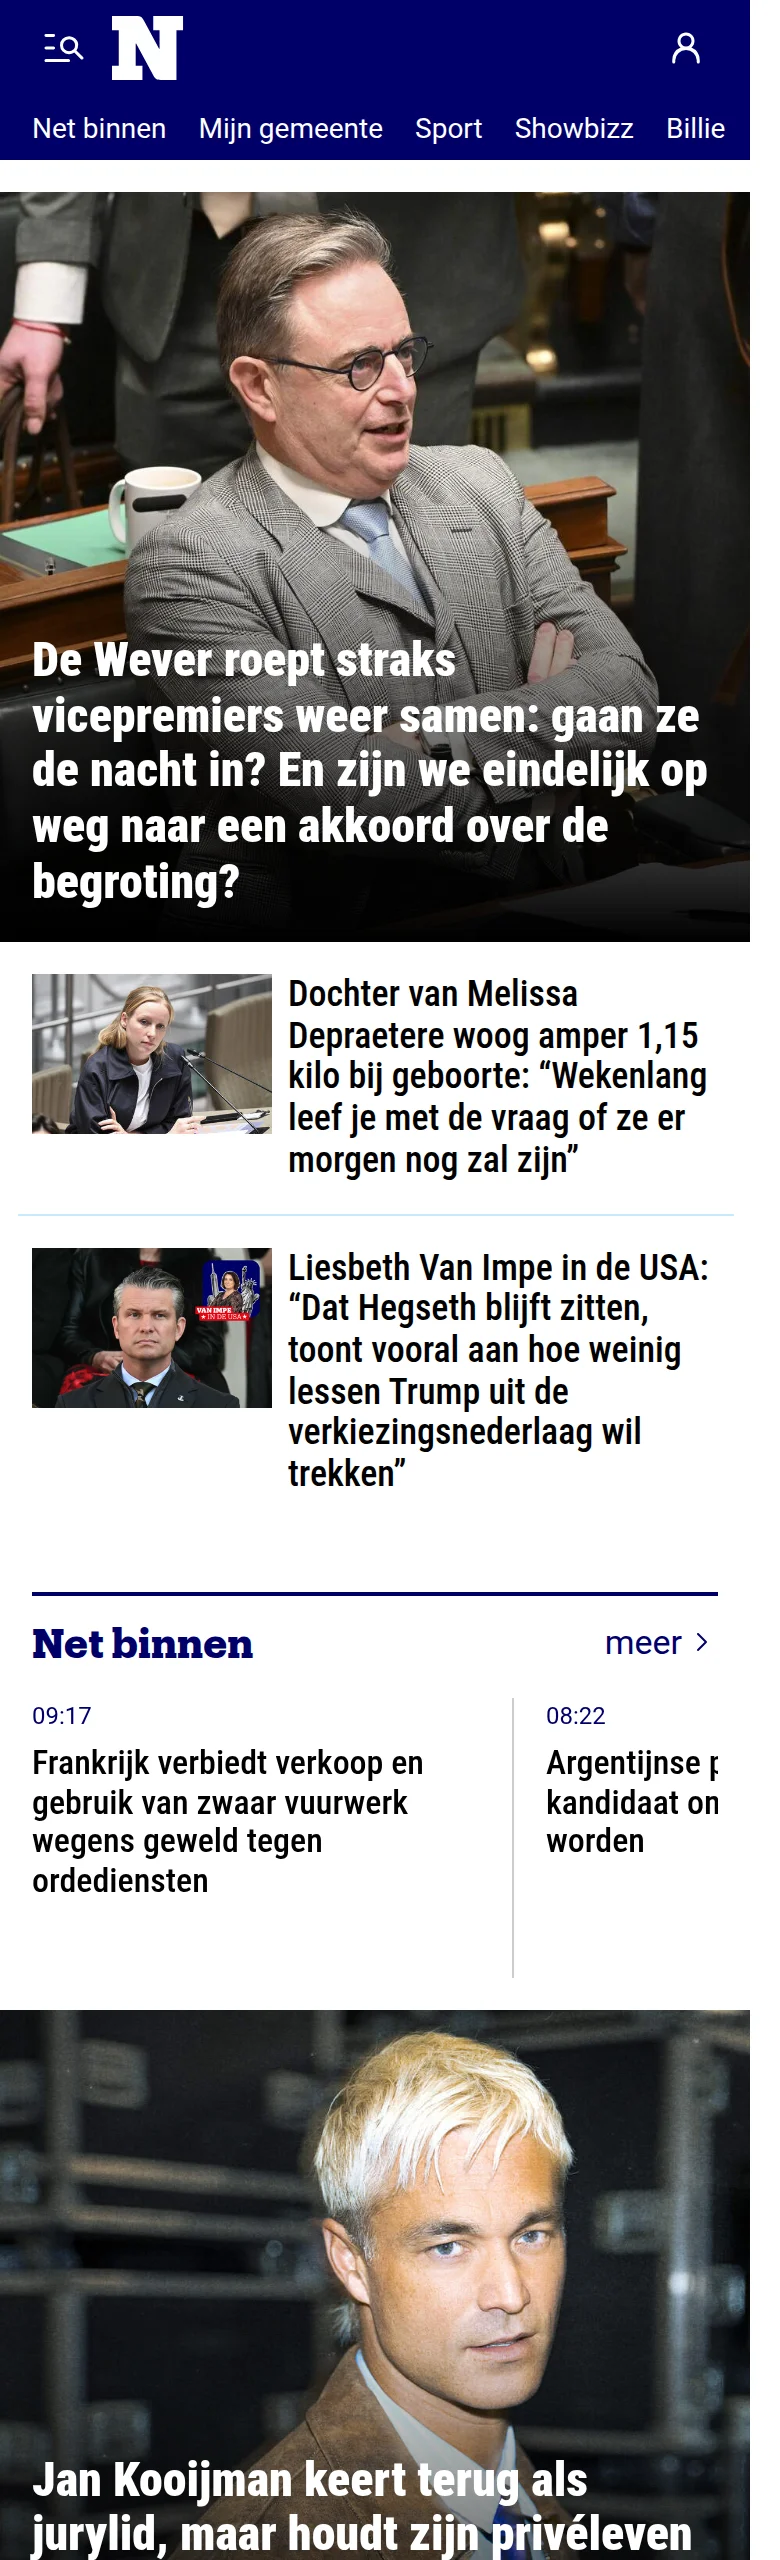 N
Net binnen Mijn gemeente Sport Showbizz Billie
De Wever roept straks
vicepremiers weer samen: gaan ze
de nacht in? En zijn we eindelijk op
weg naar een akkoord over de
begroting?
Dochter van Melissa
Depraetere woog amper 1,15
kilo bij geboorte: “Wekenlang
leef je met de vraag of ze er
morgen nog zal zijn”
VAN IMPE
IN DE USA
Liesbeth Van Impe in de USA:
“Dat Hegseth blijft zitten,
toont vooral aan hoe weinig
lessen Trump uit de
verkiezingsnederlaag wil
trekken”
Net binnen
meer
09:17
Frankrijk verbiedt verkoop en
gebruik van zwaar vuurwerk
wegens geweld tegen
ordediensten
08:22
Argentijnse
kandidaat
worden
Jan Kooijman keert terug als
jurylid, maar houdt zijn privéleven